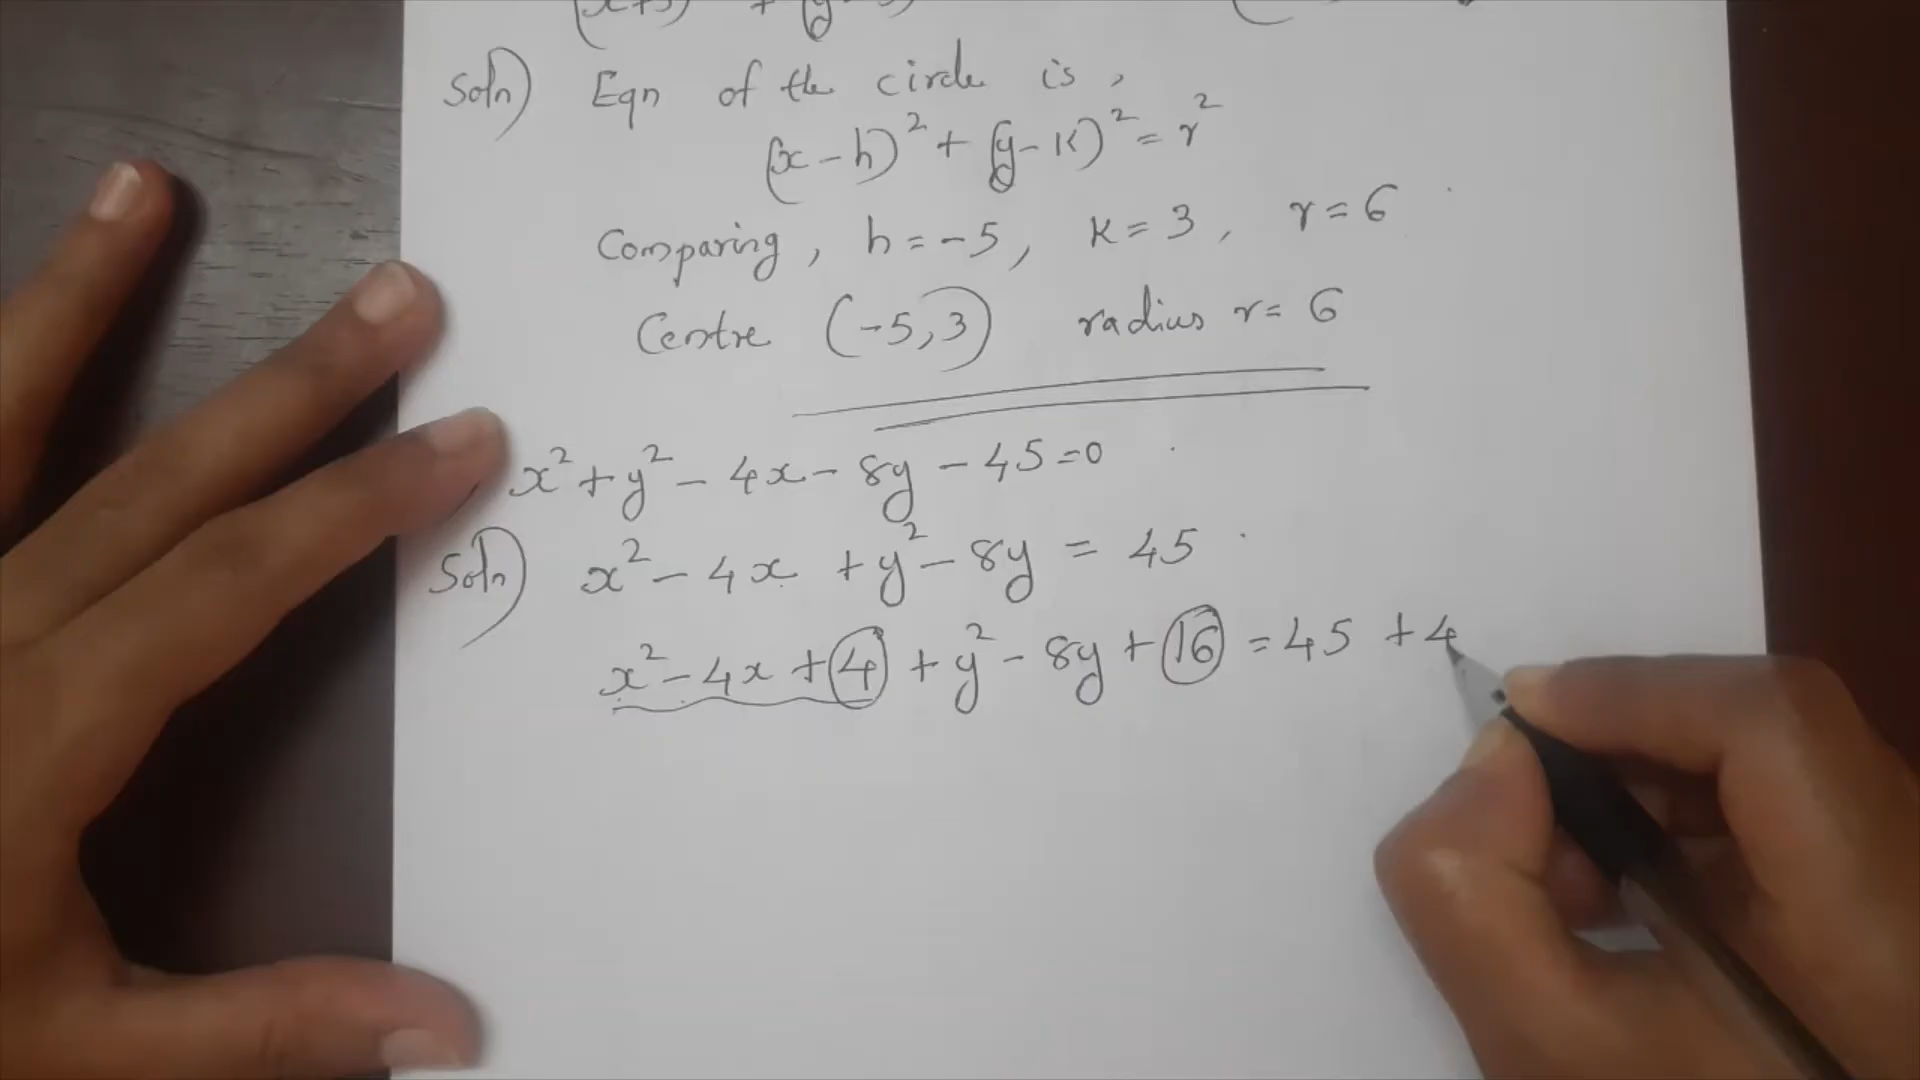 Soln) Eqn of the circle is,
(x-h)² + (y-k)² = r²
Comparing, h = -5, k = 3, r = 6
Centre (-5,3) radius r = 6
x² + y² - 4x - 8y - 45 = 0
Soln) x² - 4x + y² - 8y = 45
x² - 4x + 4 + y² - 8y + 16 = 45 + 4